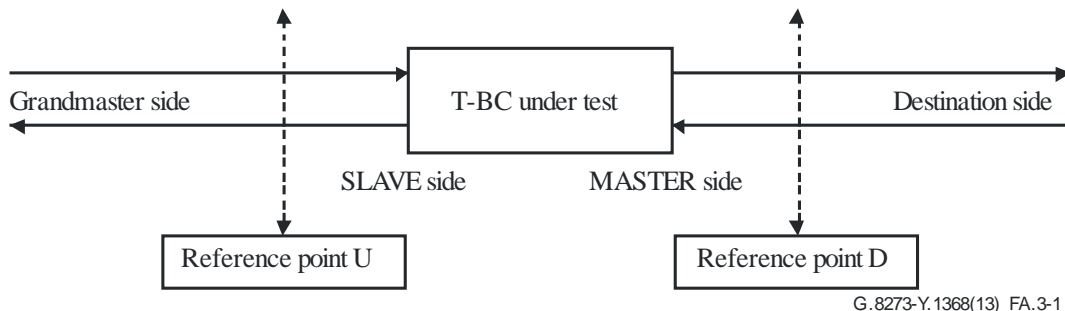 T-BC under test
Grandmaster side
Destination side
SLAVE side
MASTER side
Reference point U
Reference point D
G.8273-Y.1368(13)_FA.3-1